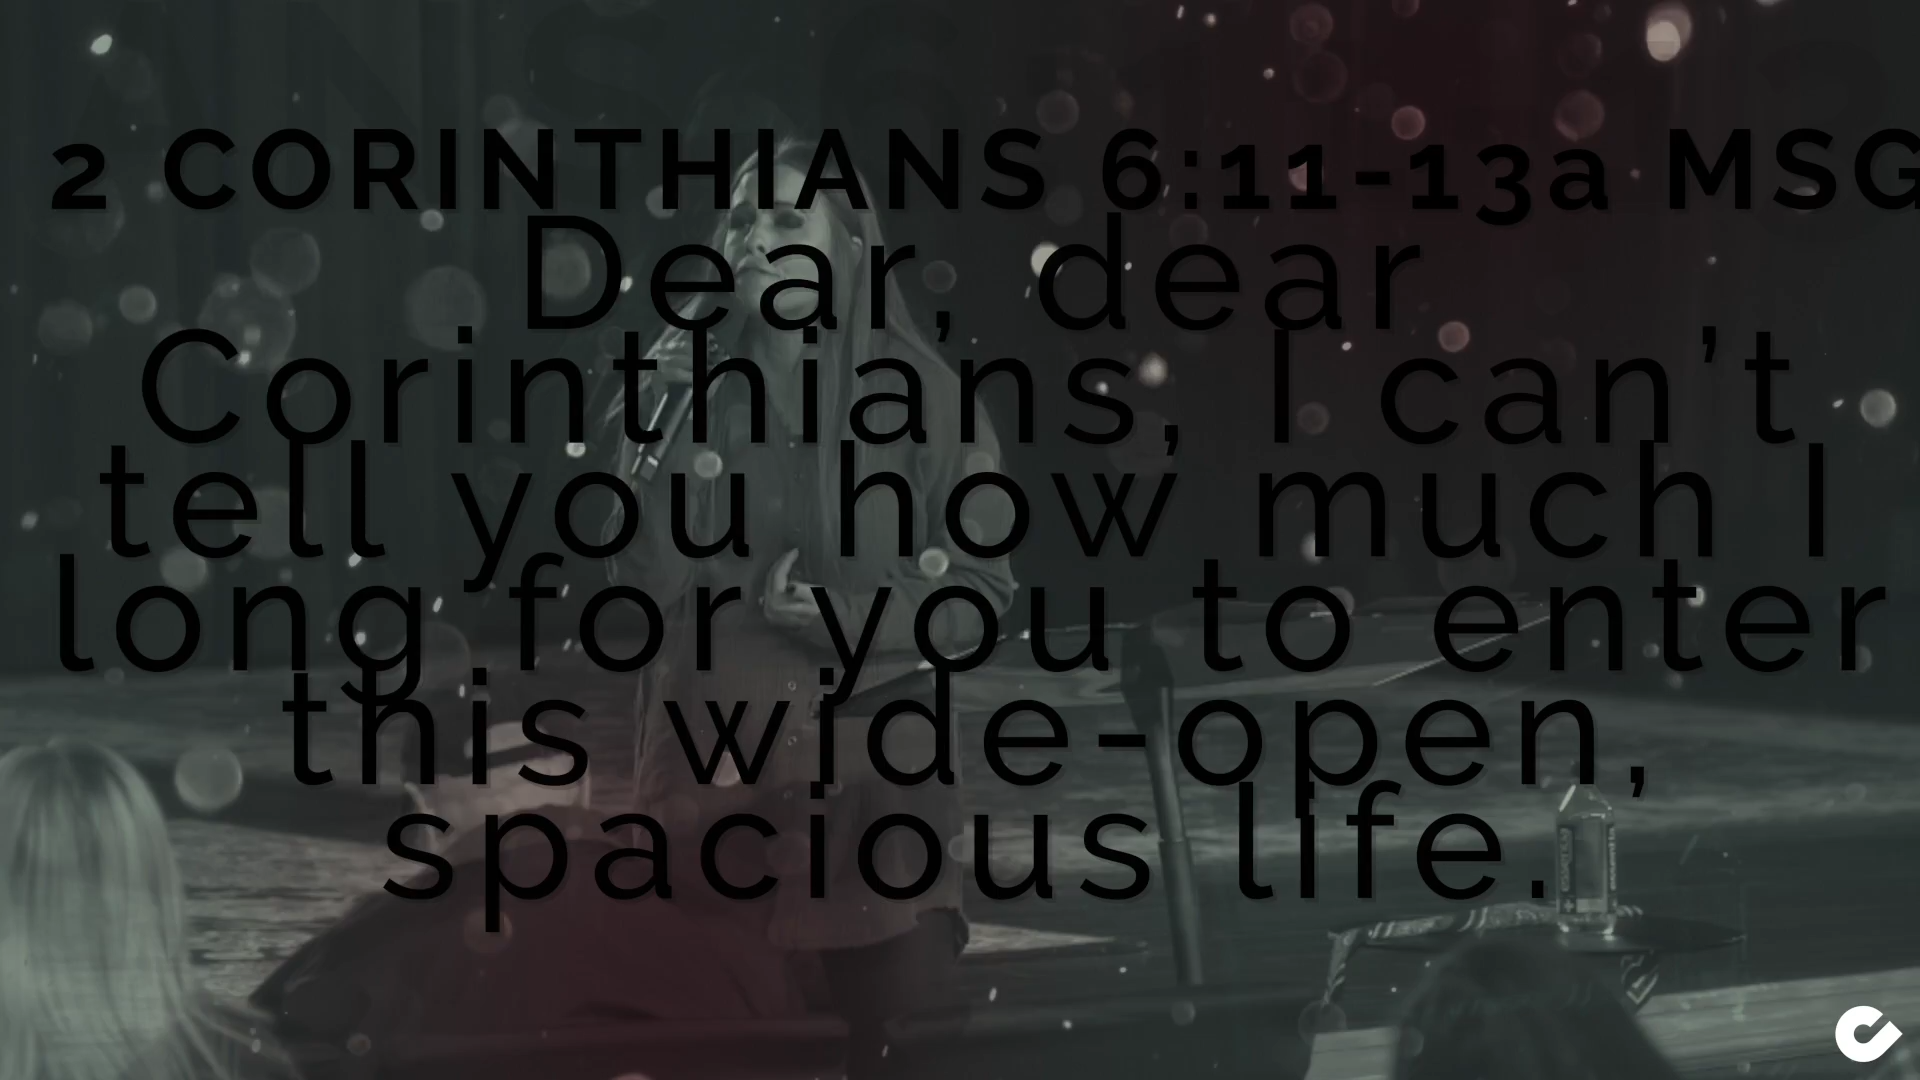 2 CORINTHIANS 6:11-13a MSG
Dear, dear
Corinthians, I can’t
tell you how much I
long for you to enter
this wide-open,
spacious life.
essentia